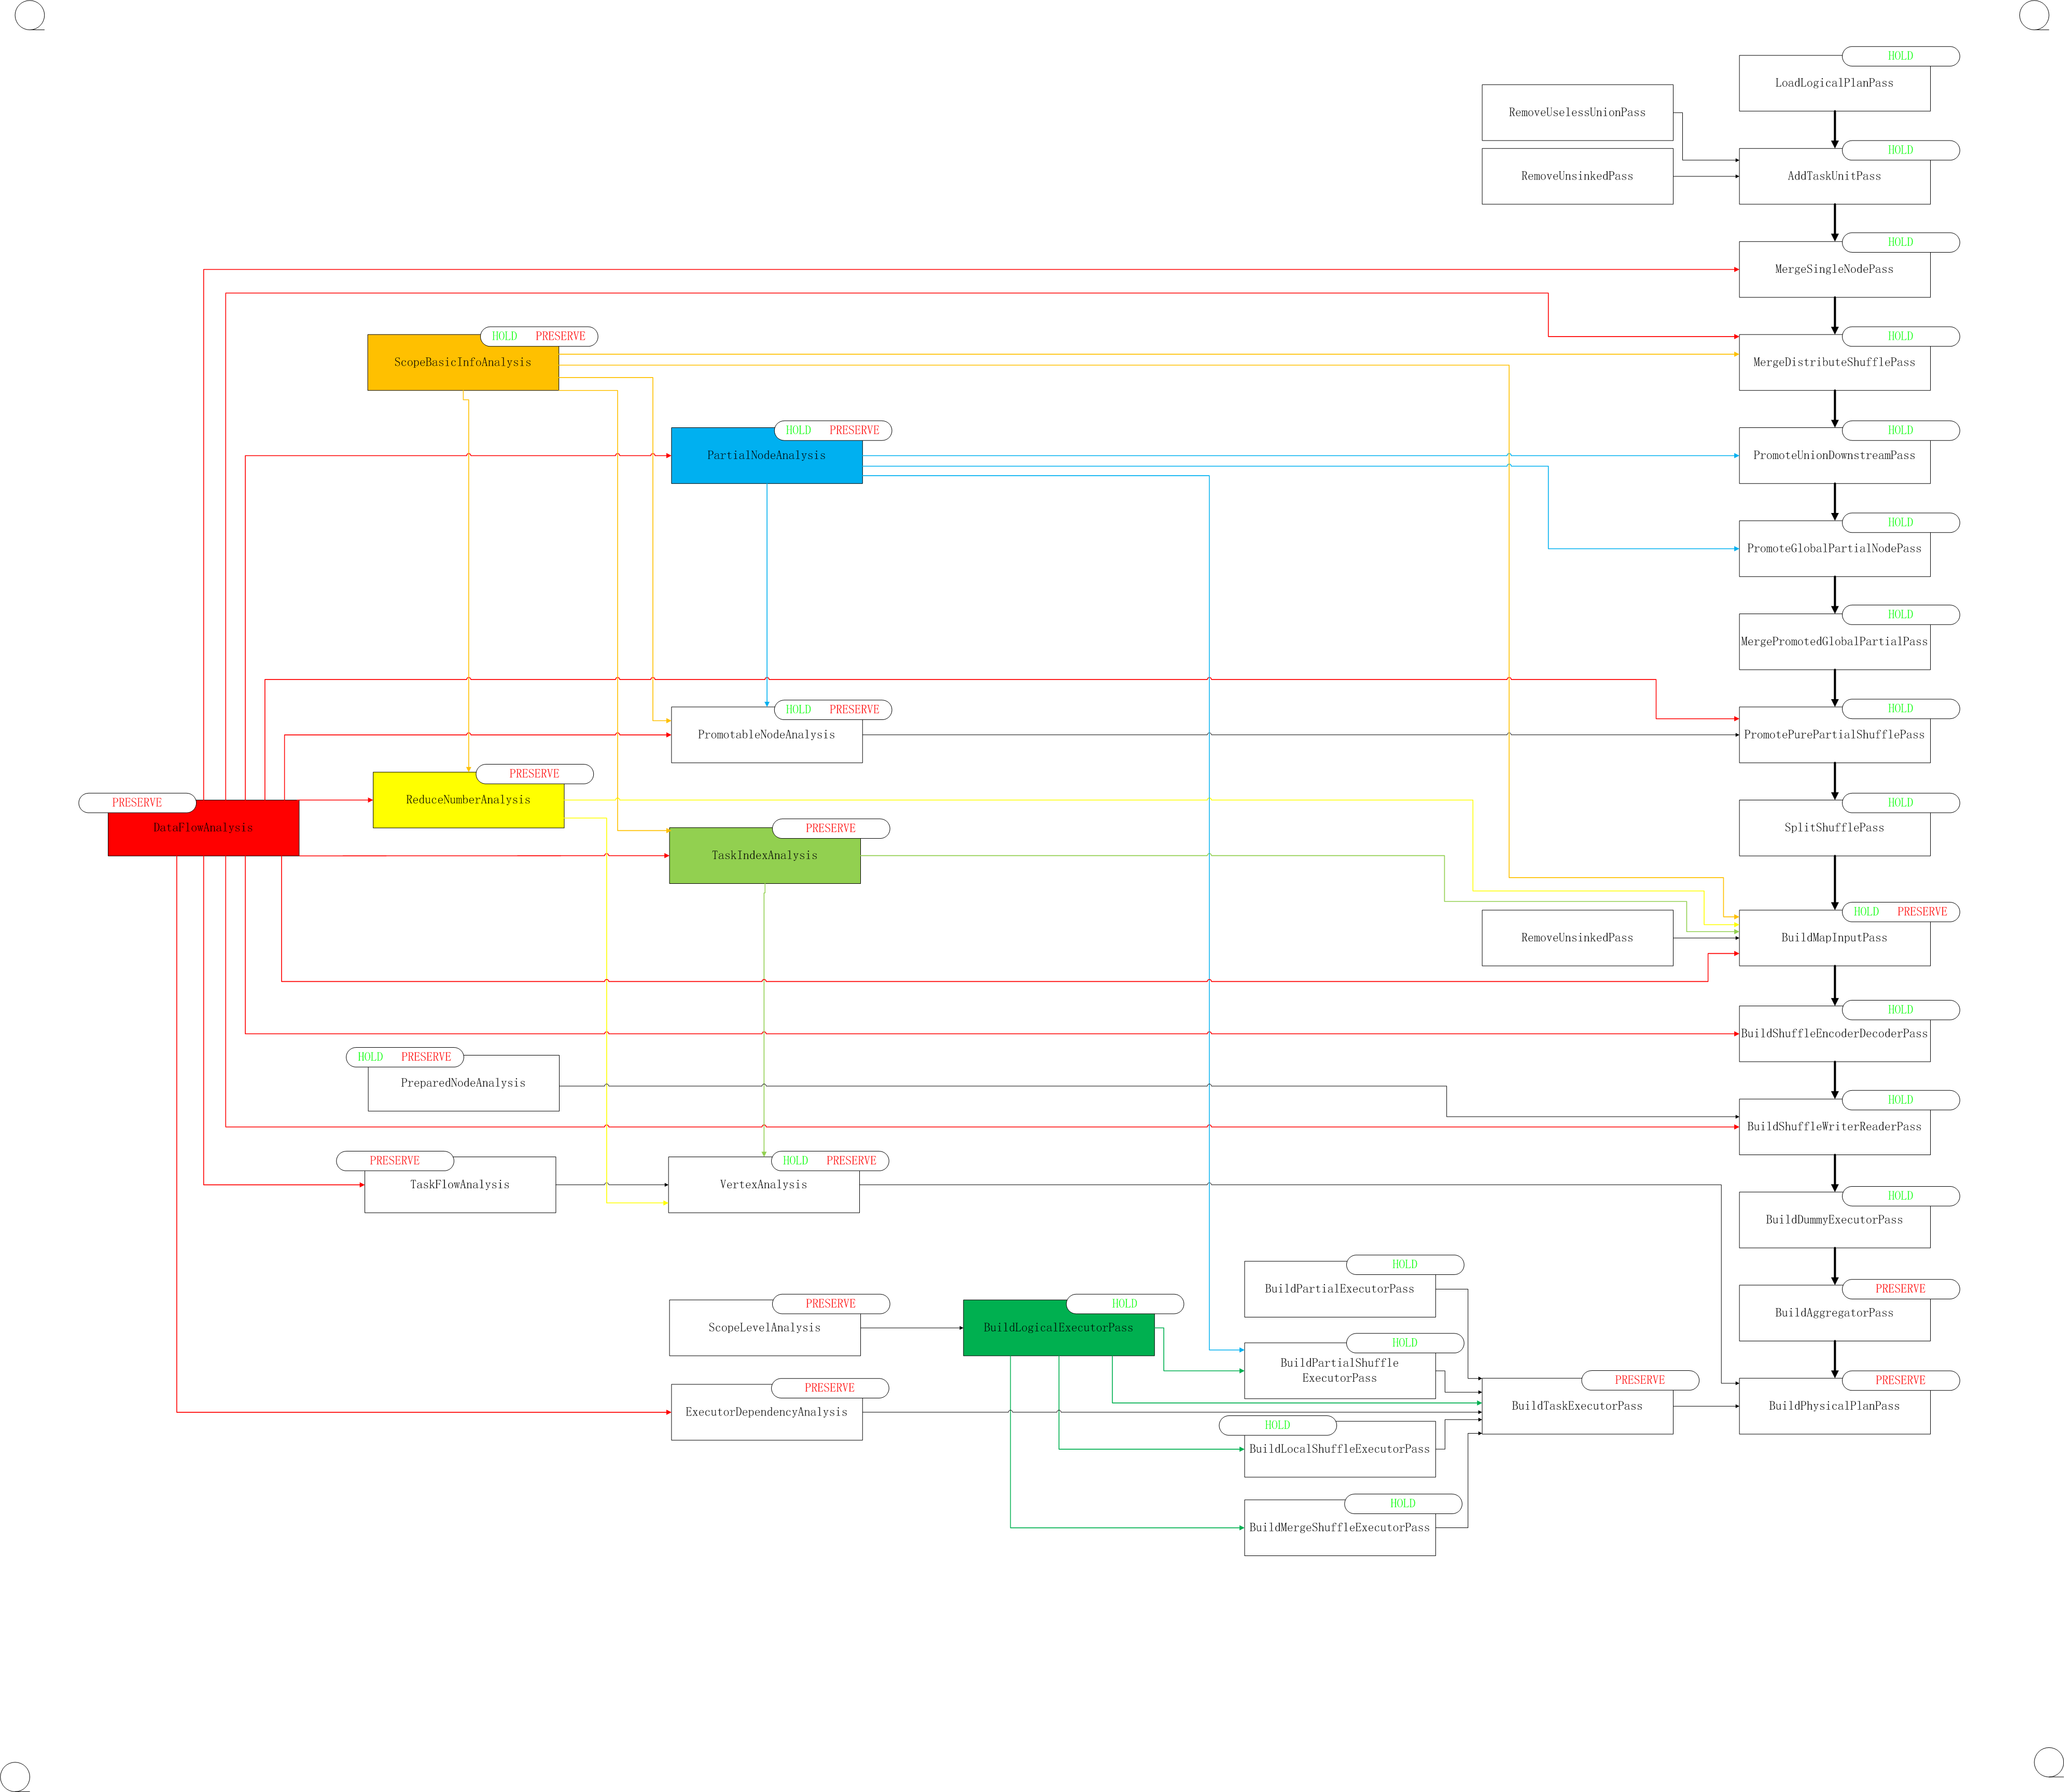 HOLD
LoadLogicalPlanPass
RemoveUselessUnionPass
HOLD
RemoveUnsinkedPass
AddTaskUnitPass
HOLD
MergeSingleNodePass
HOLD PRESERVE
ScopeBasicInfoAnalysis
HOLD
MergeDistributeShufflePass
HOLD PRESERVE
PartialNodeAnalysis
HOLD
PromoteUnionDownstreamPass
HOLD
PromoteGlobalPartialNodePass
HOLD
MergePromotedGlobalPartialPass
HOLD PRESERVE
PromotableNodeAnalysis
HOLD
PromotePurePartialShufflePass
PRESERVE
ReduceNumberAnalysis
PRESERVE
DataFlowAnalysis
HOLD
SplitShufflePass
PRESERVE
TaskIndexAnalysis
RemoveUnsinkedPass
HOLD PRESERVE
BuildMapInputPass
HOLD
BuildShuffleEncoderDecoderPass
HOLD PRESERVE
PreparedNodeAnalysis
HOLD
BuildShuffleWriterReaderPass
PRESERVE
TaskFlowAnalysis
HOLD PRESERVE
VertexAnalysis
HOLD
BuildDummyExecutorPass
HOLD
BuildPartialExecutorPass
PRESERVE
BuildAggregatorPass
PRESERVE
ScopeLevelAnalysis
HOLD
BuildLogicalExecutorPass
HOLD
BuildPartialShuffle
ExecutorPass
PRESERVE
ExecutorDependencyAnalysis
PRESERVE
BuildTaskExecutorPass
PRESERVE
BuildPhysicalPlanPass
HOLD
BuildLocalShuffleExecutorPass
HOLD
BuildMergeShuffleExecutorPass